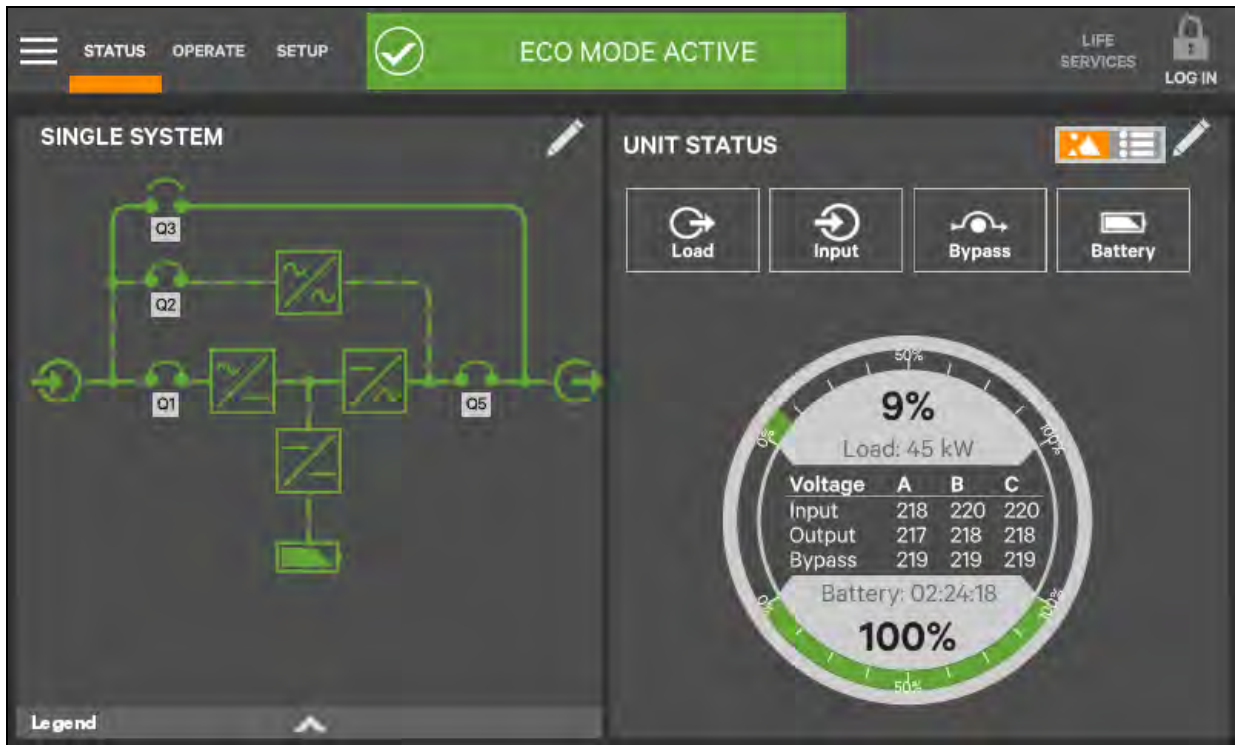 STATUS OPERATE SETUP ECO MODE ACTIVE LIFE SERVICES LOG IN
SINGLE SYSTEM
Q3
Q2
Q1 Q5
Legend
UNIT STATUS
Load Input Bypass Battery
50%
0% 100%
9%
Load: 45 kW
Voltage A B C
Input 218 220 220
Output 217 218 218
Bypass 219 219 219
Battery: 02:24:18
100%
0% 100%
50%